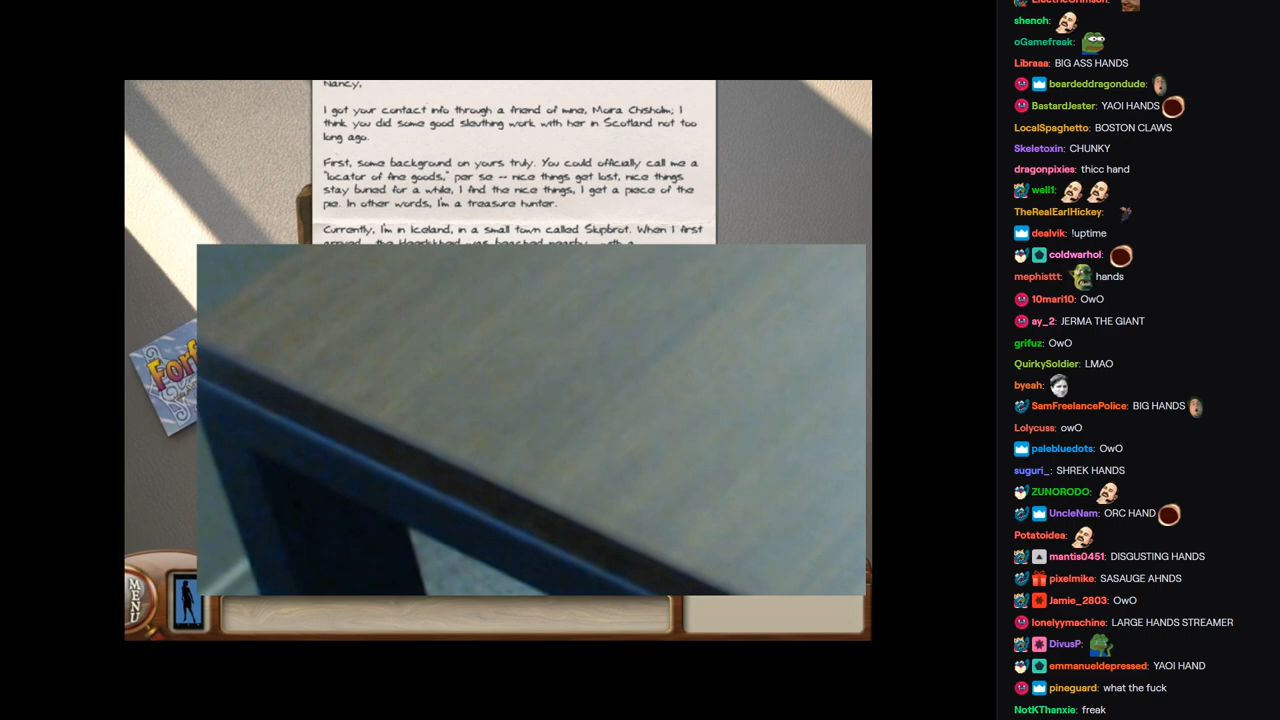 Nancy,
I got your contact info through a friend of mine, Moira Chisholm; I
think you did some good sleuthing work with her in Scotland not too
long ago.
First, some background on yours truly. You could officially call me a
"locator of fine goods," per se -- nice things get lost, nice things
stay buried for a while, I find the nice things, I get a piece of the
pie. In other words, I'm a treasure hunter.
Currently, I'm in Iceland, in a small town called Skipbrot. When I first
MENU
shenoh:
oGamefreak:
Libraaa: BIG ASS HANDS
beardeddragondude:
BastardJester: YAOI HANDS
LocalSpaghetto: BOSTON CLAWS
Skeletoxin: CHUNKY
dragonpixies: thicc hand
well1:
TheRealEarlHickey:
dealvik: !uptime
coldwarhol:
mephisttt: hands
10mari10: OwO
ay_2: JERMA THE GIANT
grifuz: OwO
QuirkySoldier: LMAO
byeah:
SamFreelancePolice: BIG HANDS
Lolycuss: owO
palebluedots: OwO
suguri_: SHREK HANDS
ZUNORODO:
UncleNam: ORC HAND
Potatoidea:
mantis0451: DISGUSTING HANDS
pixelmike: SASAUGE AHNDS
Jamie_2803: OwO
lonelyymachine: LARGE HANDS STREAMER
DivusP:
emmanueldepressed: YAOI HAND
pineguard: what the fuck
NotKThanxie: freak